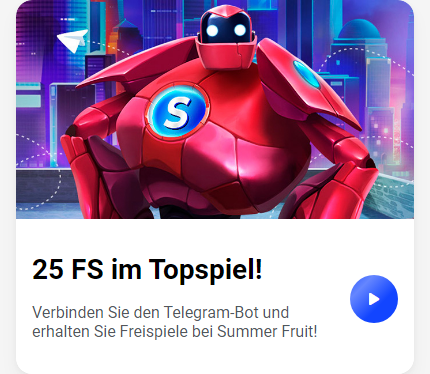 S
25 FS im Topspiel!
Verbinden Sie den Telegram-Bot und
erhalten Sie Freispiele bei Summer Fruit!